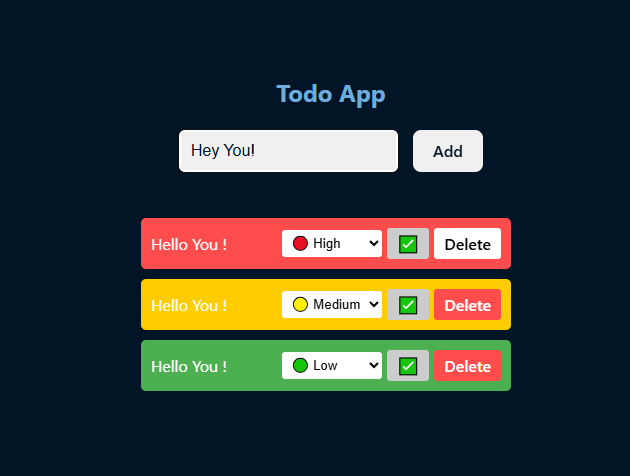 Todo App
Hey You!
Add
Hello You !
High
Delete
Hello You !
Medium
Delete
Hello You !
Low
Delete